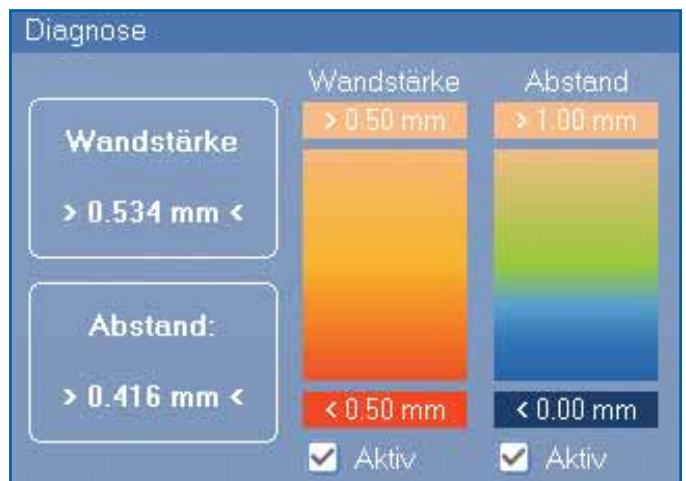 Diagnose
Wandstärke
> 0.534 mm <
Abstand:
> 0.416 mm <
Wandstärke
> 0.50 mm
< 0.50 mm
Aktiv
Abstand
> 1.00 mm
< 0.00 mm
Aktiv